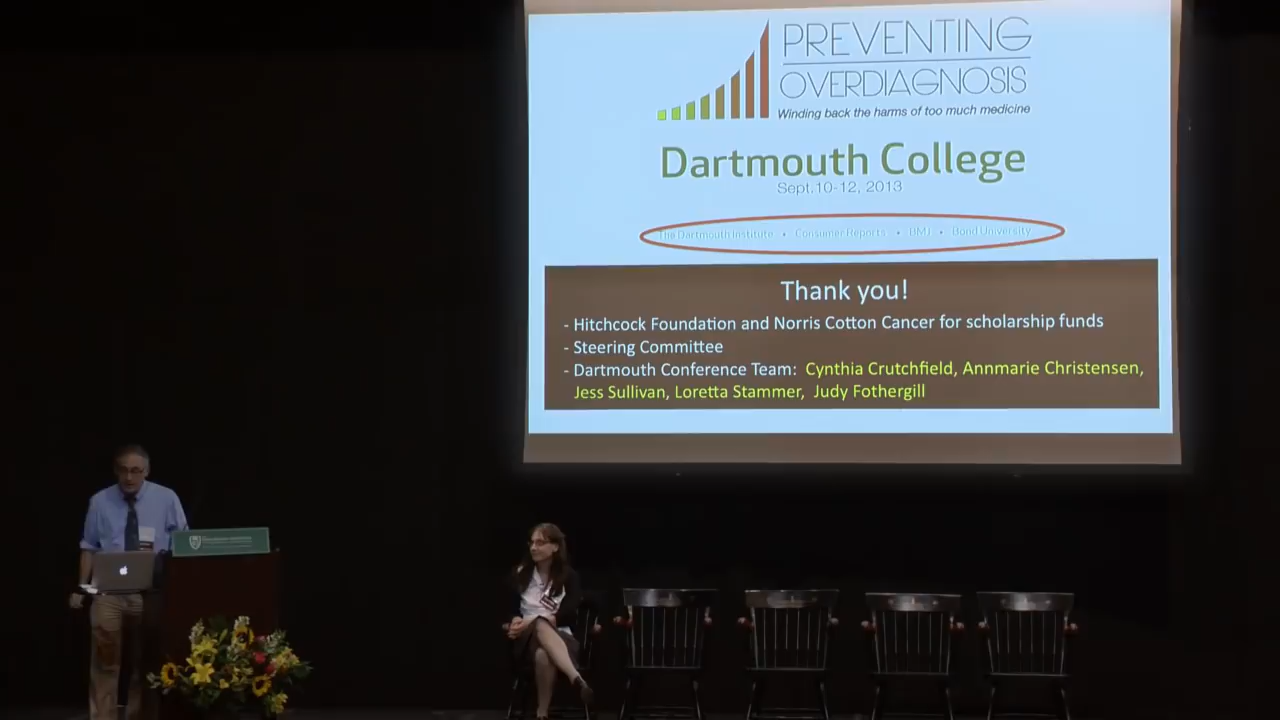 PREVENTING
OVERDIAGNOSIS
Winding back the harms of too much medicine
Dartmouth College
Sept.10-12, 2013
The Dartmouth Institute • Consumer Reports • BMJ • Bond University
Thank you!
- Hitchcock Foundation and Norris Cotton Cancer for scholarship funds
- Steering Committee
- Dartmouth Conference Team: Cynthia Crutchfield, Annmarie Christensen,
Jess Sullivan, Loretta Stammer, Judy Fothergill